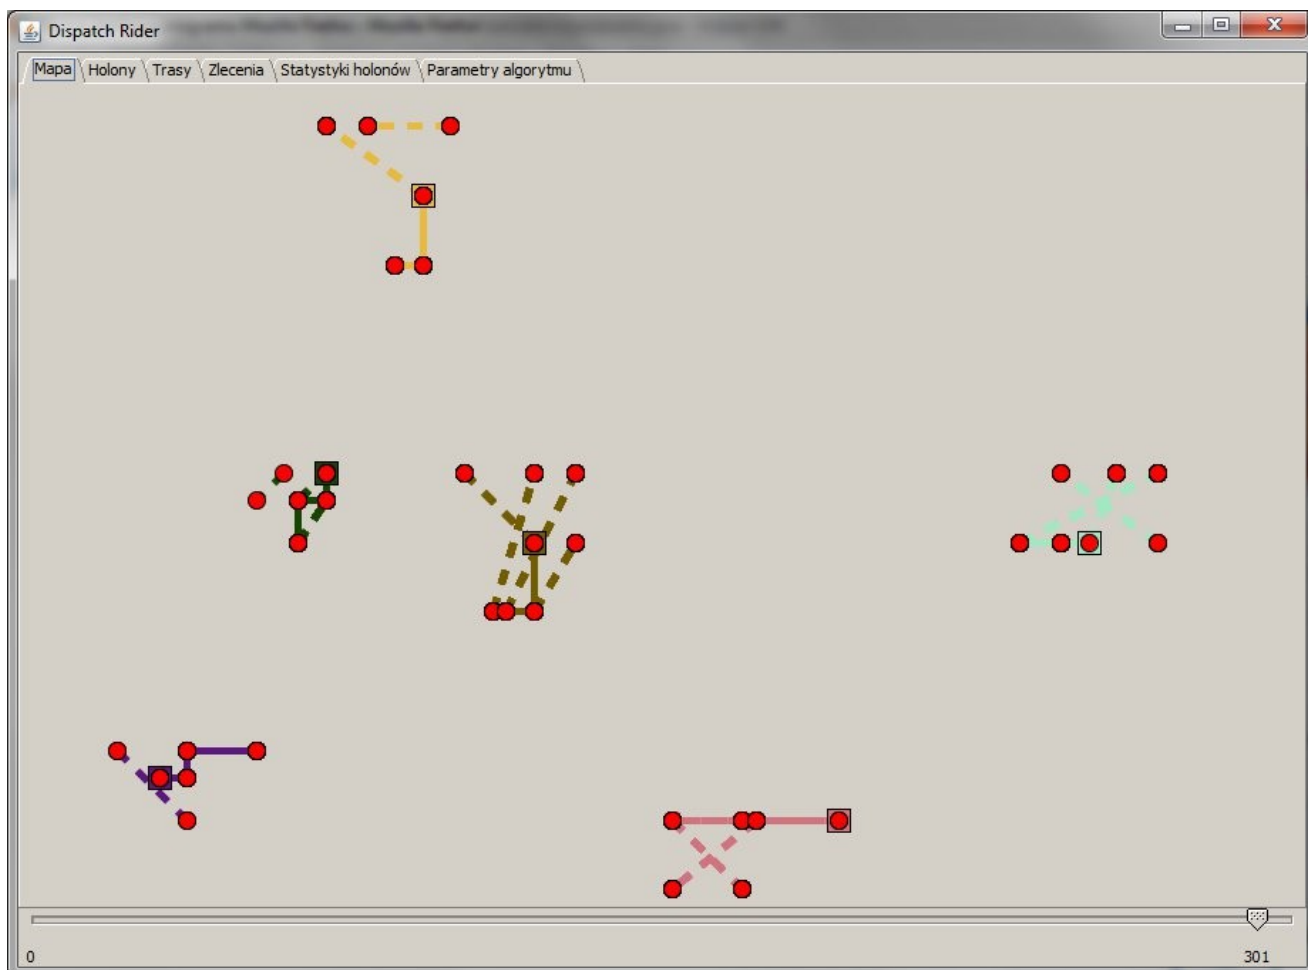 Dispatch Rider
Mapa Holony Trasy Zlecenia Statystyki holonów Parametry algorytmu
0 301